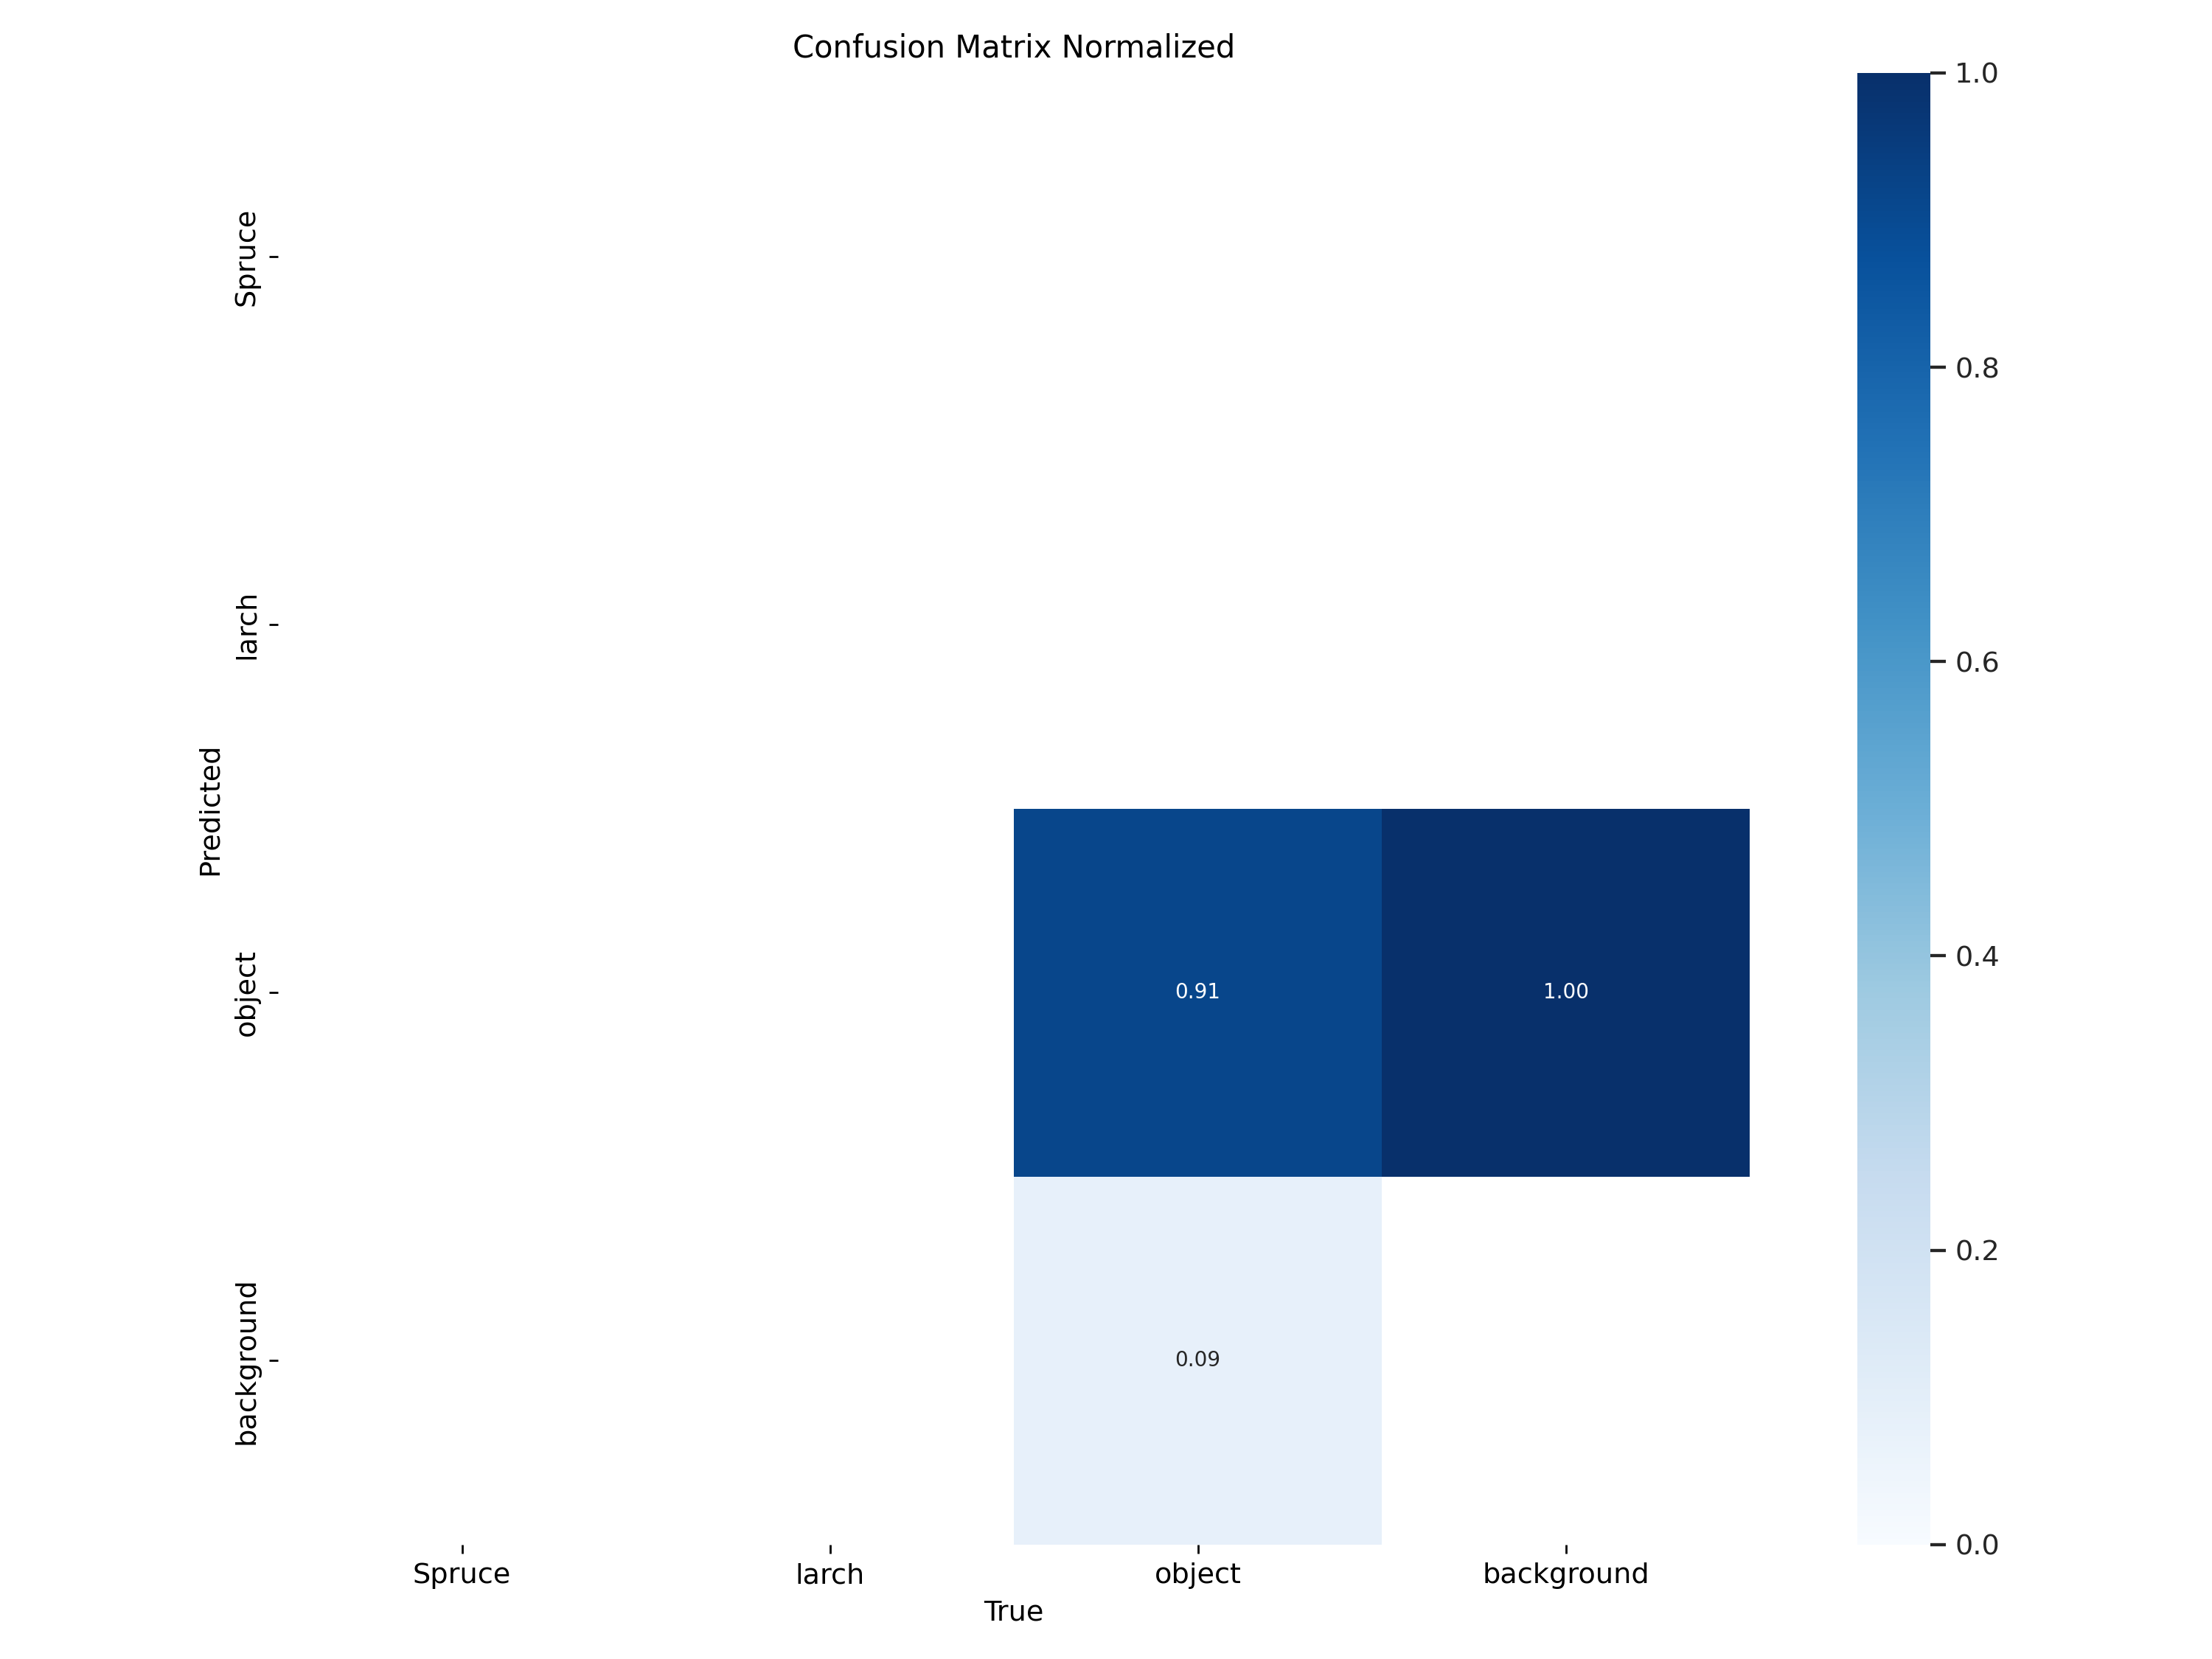 Confusion Matrix Normalized
Predicted
Spruce
larch
object
background
0.91
1.00
0.09
Spruce
larch
object
background
True
1.0
0.8
0.6
0.4
0.2
0.0